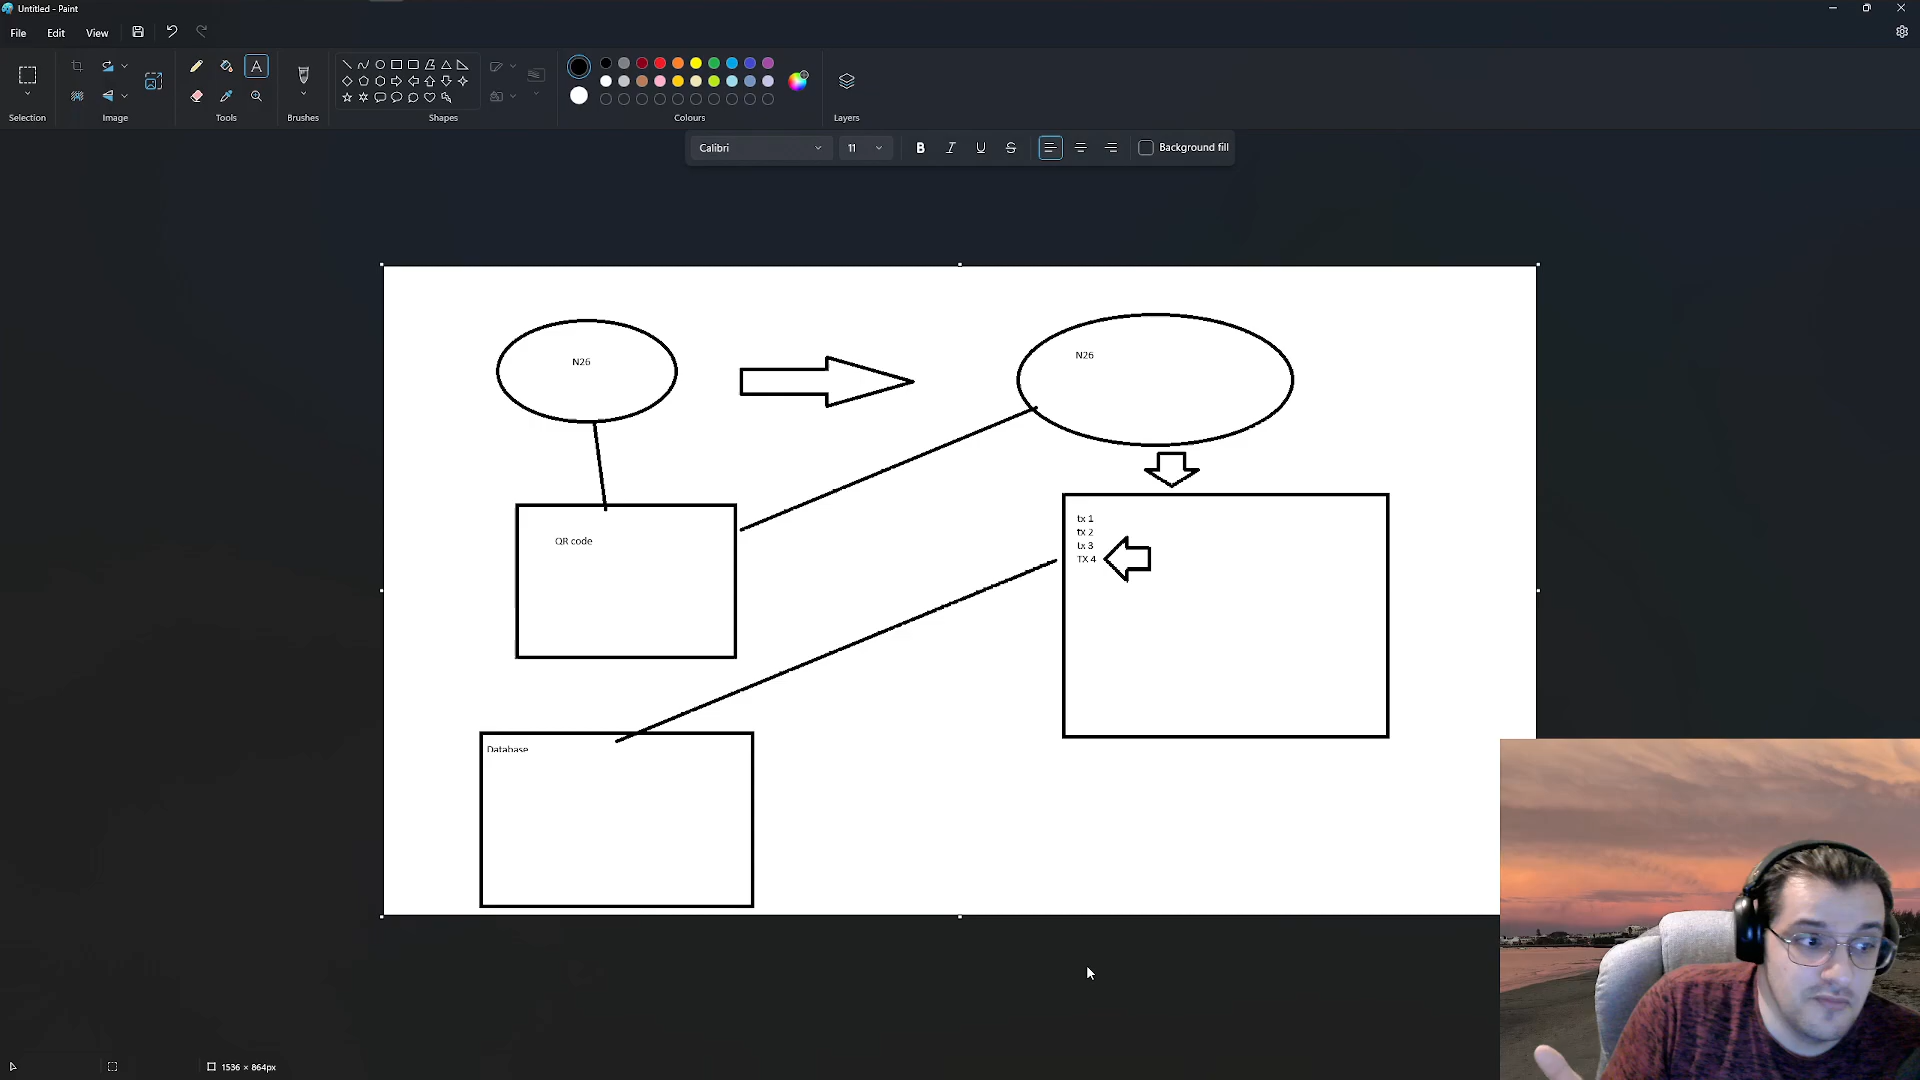 Untitled - Paint
File Edit View
Selection
Image
Tools
Brushes
Shapes
Colours
Layers
Calibri 11 B I U S Background fill
N26
N26
QR code
tx 1
tx 2
tx 3
TX 4
Database
1536 × 864px